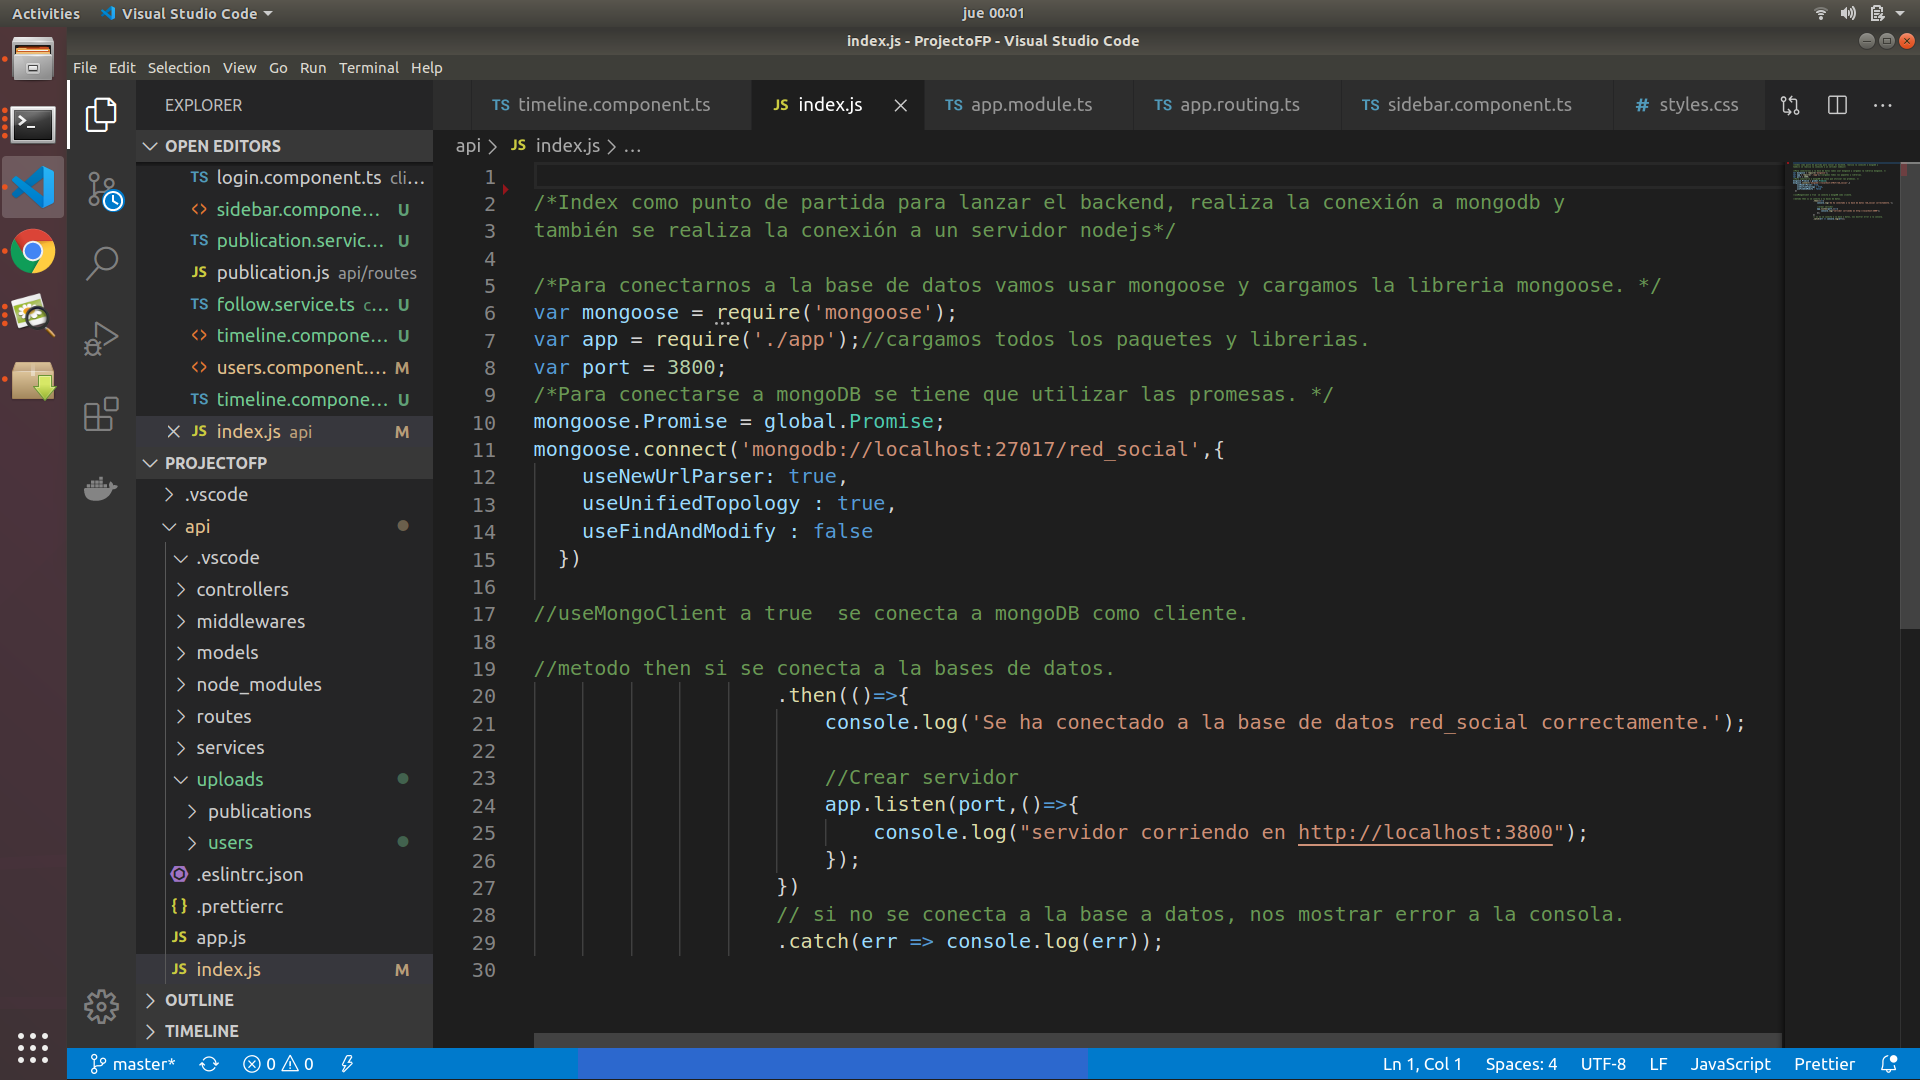 Activities Visual Studio Code jue 00:01
index.js - ProjectoFP - Visual Studio Code
File Edit Selection View Go Run Terminal Help
EXPLORER
OPEN EDITORS
TS login.component.ts cli...
<> sidebar.compone... U
TS publication.servic... U
JS publication.js api/routes
TS follow.service.ts c... U
<> timeline.compone... U
<> users.component.... M
TS timeline.compone... U
JS index.js api M
PROJECTOFP
.vscode
api
.vscode
controllers
middlewares
models
node_modules
routes
services
uploads
publications
users
.eslintrc.json
{} .prettierrc
JS app.js
JS index.js M
OUTLINE
TIMELINE
TS timeline.component.ts JS index.js TS app.module.ts TS app.routing.ts TS sidebar.component.ts # styles.css ...
api > JS index.js > ...
1
2 /*Index como punto de partida para lanzar el backend, realiza la conexión a mongodb y
3 también se realiza la conexión a un servidor nodejs*/
4
5 /*Para conectarnos a la base de datos vamos usar mongoose y cargamos la libreria mongoose. */
6 var mongoose = require('mongoose');
7 var app = require('./app');//cargamos todos los paquetes y librerias.
8 var port = 3800;
9 /*Para conectarse a mongoDB se tiene que utilizar las promesas. */
10 mongoose.Promise = global.Promise;
11 mongoose.connect('mongodb://localhost:27017/red_social',{
12 useNewUrlParser: true,
13 useUnifiedTopology : true,
14 useFindAndModify : false
15 })
16
17 //useMongoClient a true  se conecta a mongoDB como cliente.
18
19 //metodo then si se conecta a la bases de datos.
20 .then(()=>{
21 console.log('Se ha conectado a la base de datos red_social correctamente.');
22
23 //Crear servidor
24 app.listen(port,()=>{
25 console.log("servidor corriendo en http://localhost:3800");
26 });
27 })
28 // si no se conecta a la base a datos, nos mostrar error a la consola.
29 .catch(err => console.log(err));
30
master* 0 0 Ln 1, Col 1 Spaces: 4 UTF-8 LF JavaScript Prettier